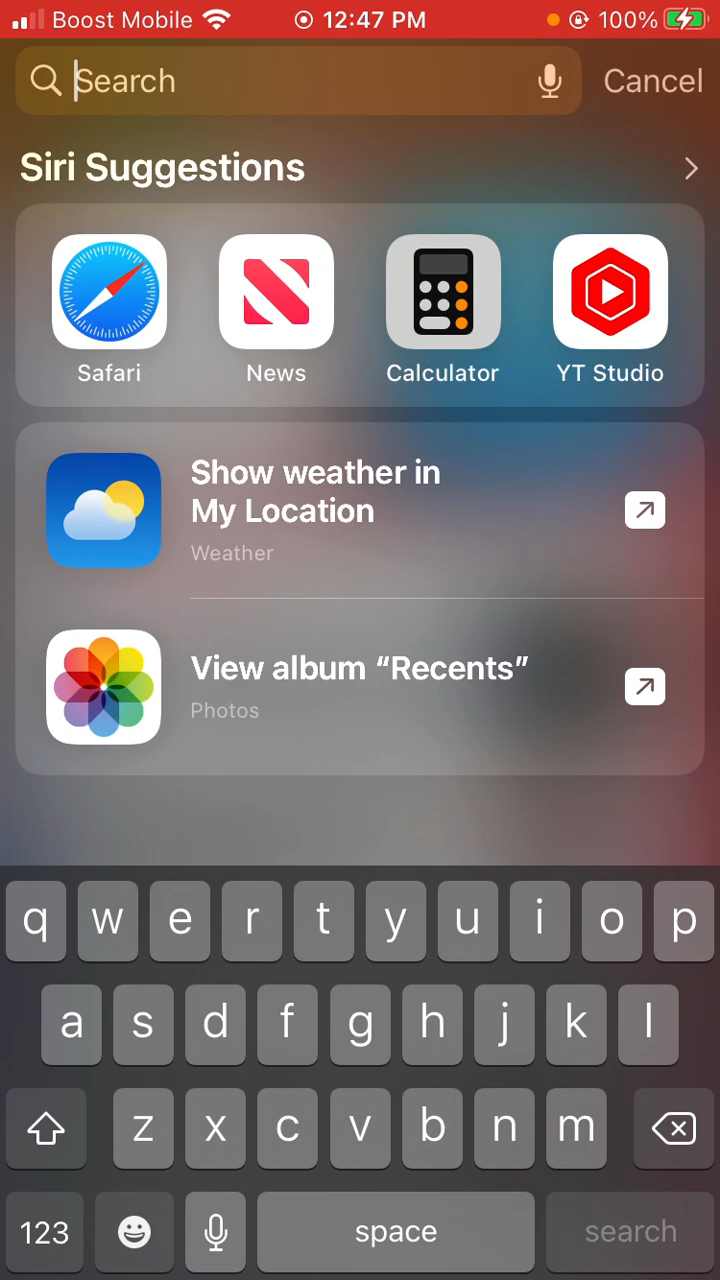 Boost Mobile 12:47 PM 100%
Search Cancel
Siri Suggestions
Safari News Calculator YT Studio
Show weather in
My Location
Weather
View album “Recents”
Photos
q w e r t y u i o p
a s d f g h j k l
z x c v b n m
123 space search